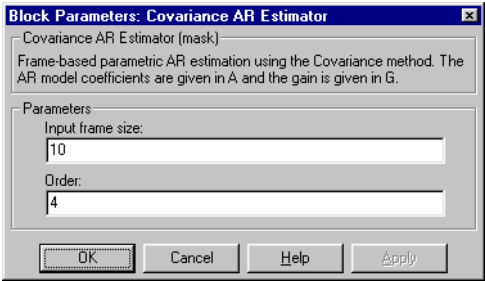 Block Parameters: Covariance AR Estimator
Covariance AR Estimator (mask)
Frame-based parametric AR estimation using the Covariance method. The
AR model coefficients are given in A and the gain is given in G.
Parameters
Input frame size:
10
Order:
4
OK Cancel Help Apply